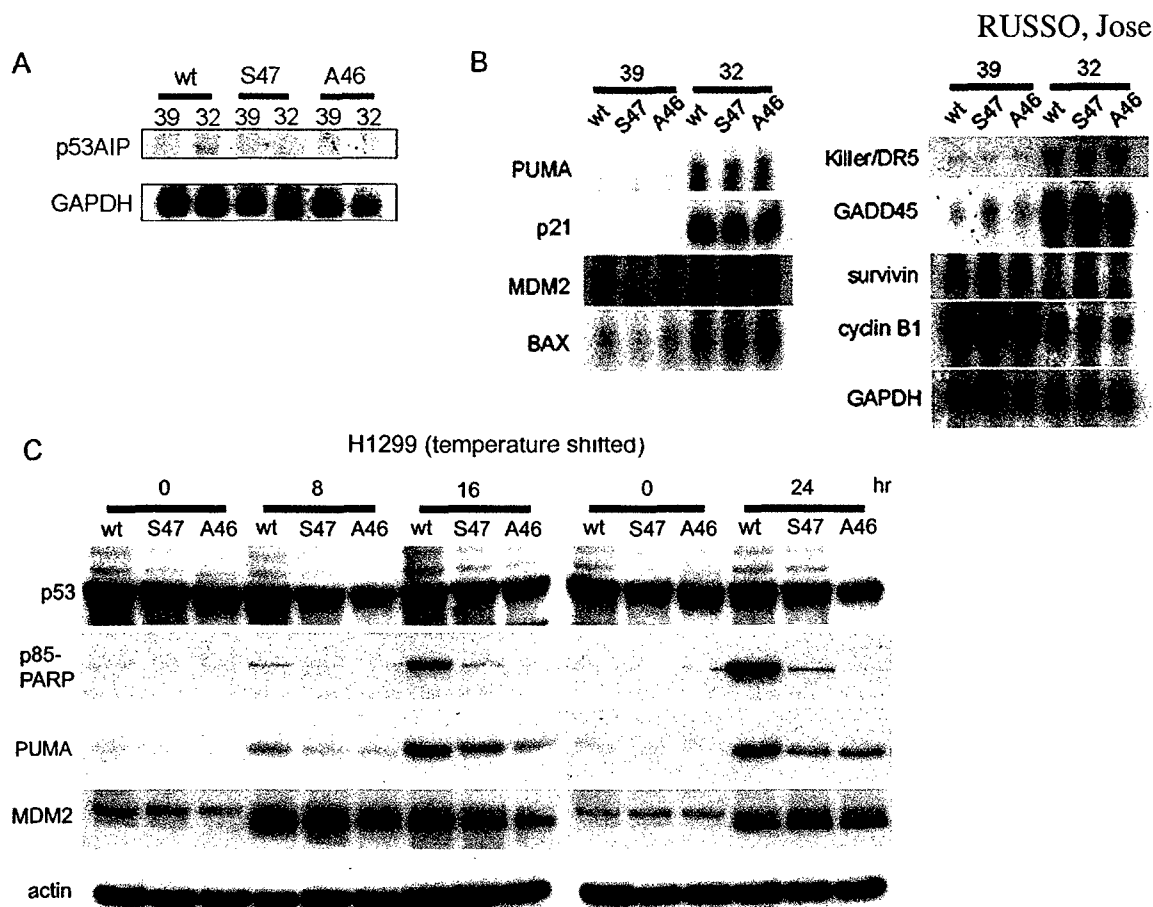 RUSSO, Jose
A
wt S47 A46
39 32 39 32 39 32
p53AIP
GAPDH
B
39 32
wt S47 A46 wt S47 A46
PUMA
p21
MDM2
BAX
39 32
wt S47 A46 wt S47 A46
Killer/DR5
GADD45
survivin
cyclin B1
GAPDH
C
H1299 (temperature shifted)
0 8 16 0 24 hr
wt S47 A46 wt S47 A46 wt S47 A46 wt S47 A46 wt S47 A46
p53
p85-
PARP
PUMA
MDM2
actin